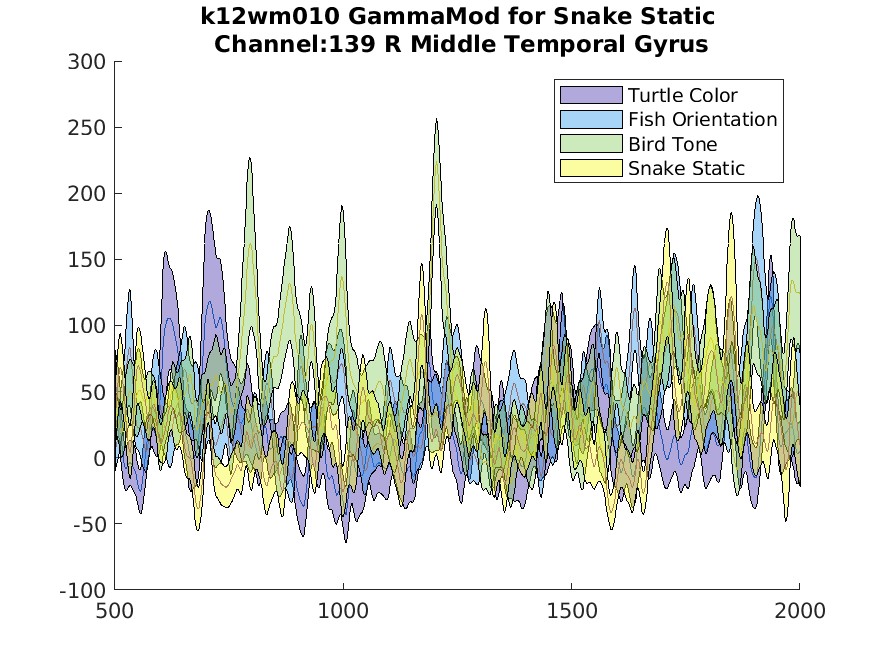 k12wm010 GammaMod for Snake Static
Channel:139 R Middle Temporal Gyrus
300
250
200
150
100
50
0
-50
-100
500
1000
1500
2000
Turtle Color
Fish Orientation
Bird Tone
Snake Static